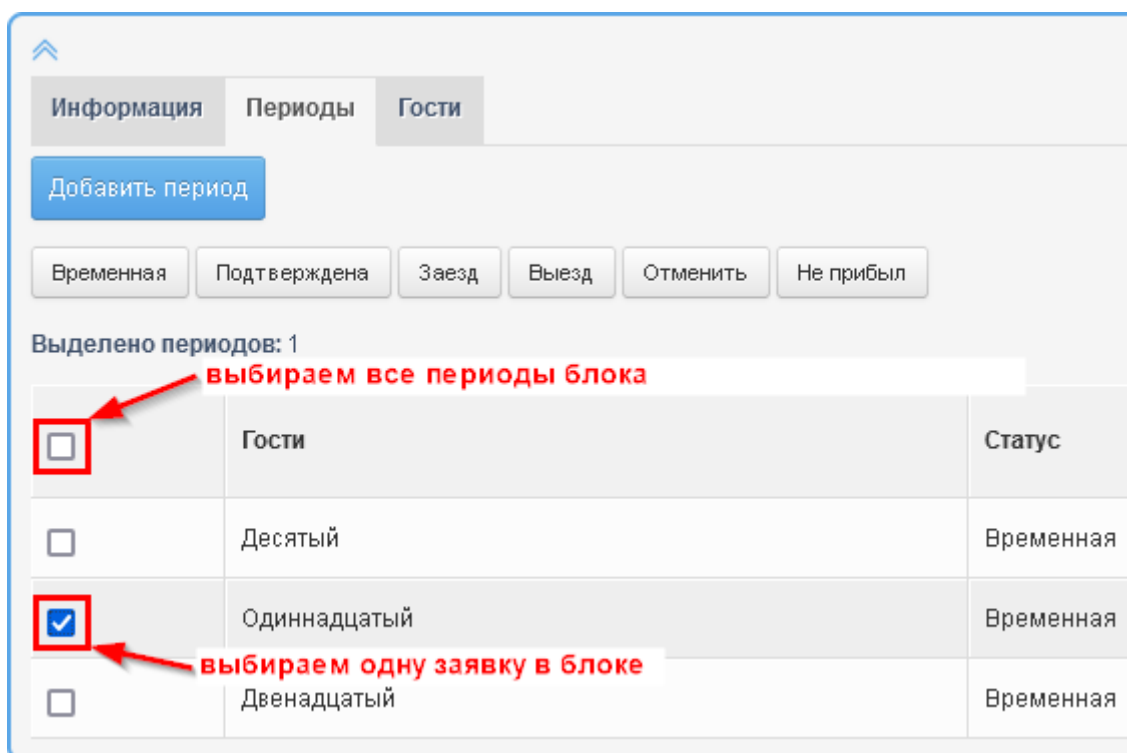 Информация Периоды Гости
Добавить период
Временная Подтверждена Заезд Выезд Отменить Не прибыл
Выделено периодов: 1
выбираем все периоды блока
Гости Статус
Десятый Временная
Одиннадцатый Временная
выбираем одну заявку в блоке
Двенадцатый Временная